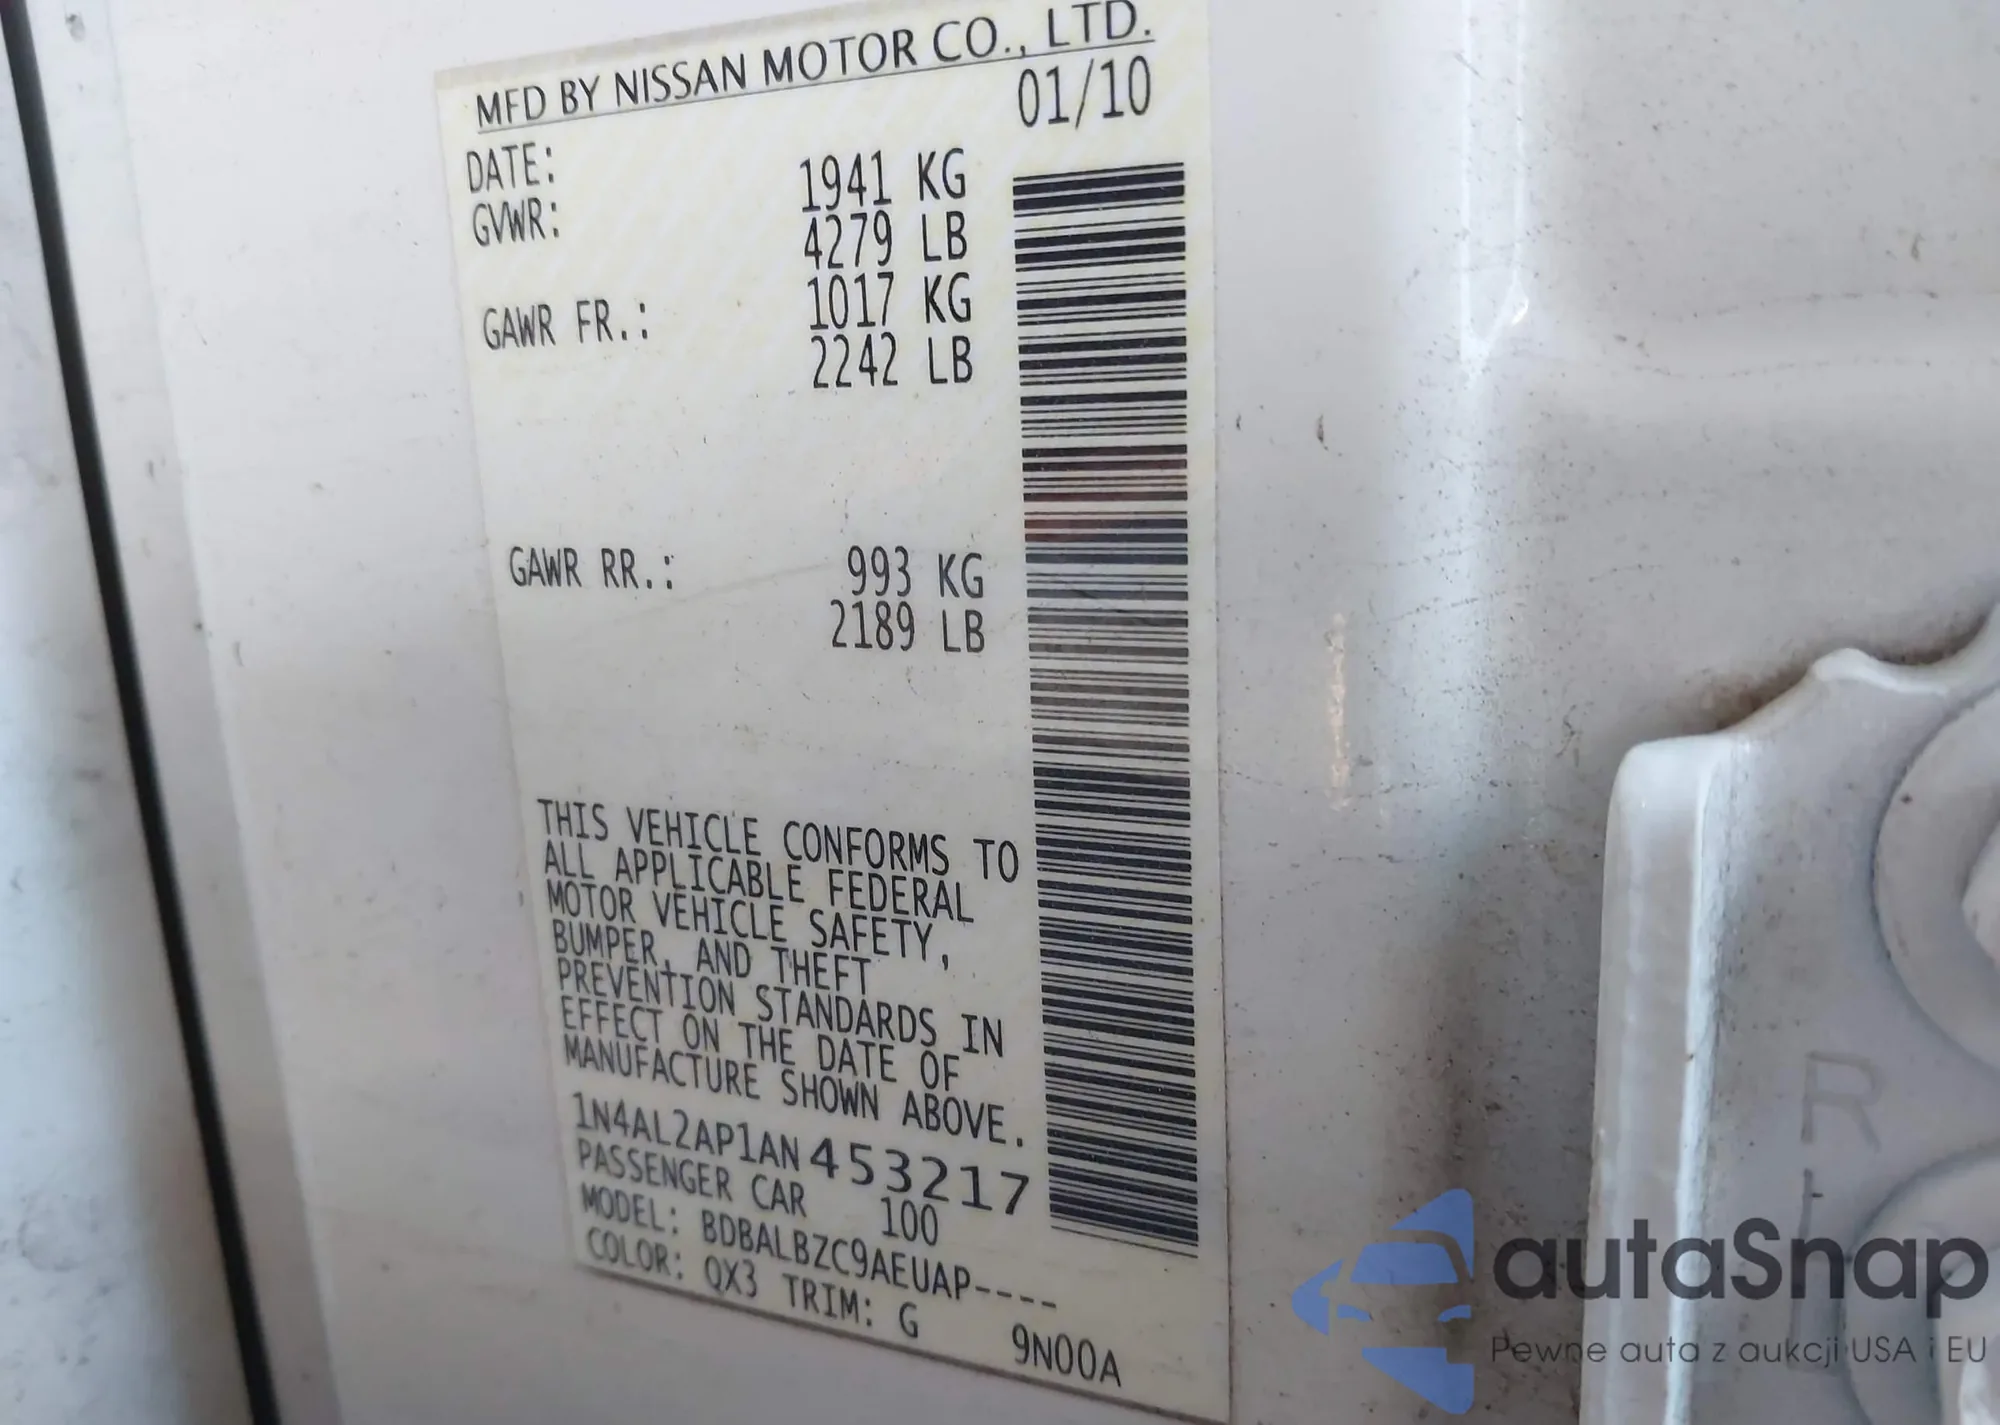 MFD BY NISSAN MOTOR CO., LTD.
DATE: 01/10
GVWR: 1941 KG
4279 LB
GAWR FR.: 1017 KG
2242 LB
GAWR RR.: 993 KG
2189 LB
THIS VEHICLE CONFORMS TO
ALL APPLICABLE FEDERAL
MOTOR VEHICLE SAFETY,
BUMPER, AND THEFT
PREVENTION STANDARDS IN
EFFECT ON THE DATE OF
MANUFACTURE SHOWN ABOVE.
1N4AL2AP1AN453217
PASSENGER CAR 100
MODEL: BDBALBZC9AEUAP----
COLOR: QX3 TRIM: G 9N00A
R
autaSnap
Pewne auta z aukcji USA i EU